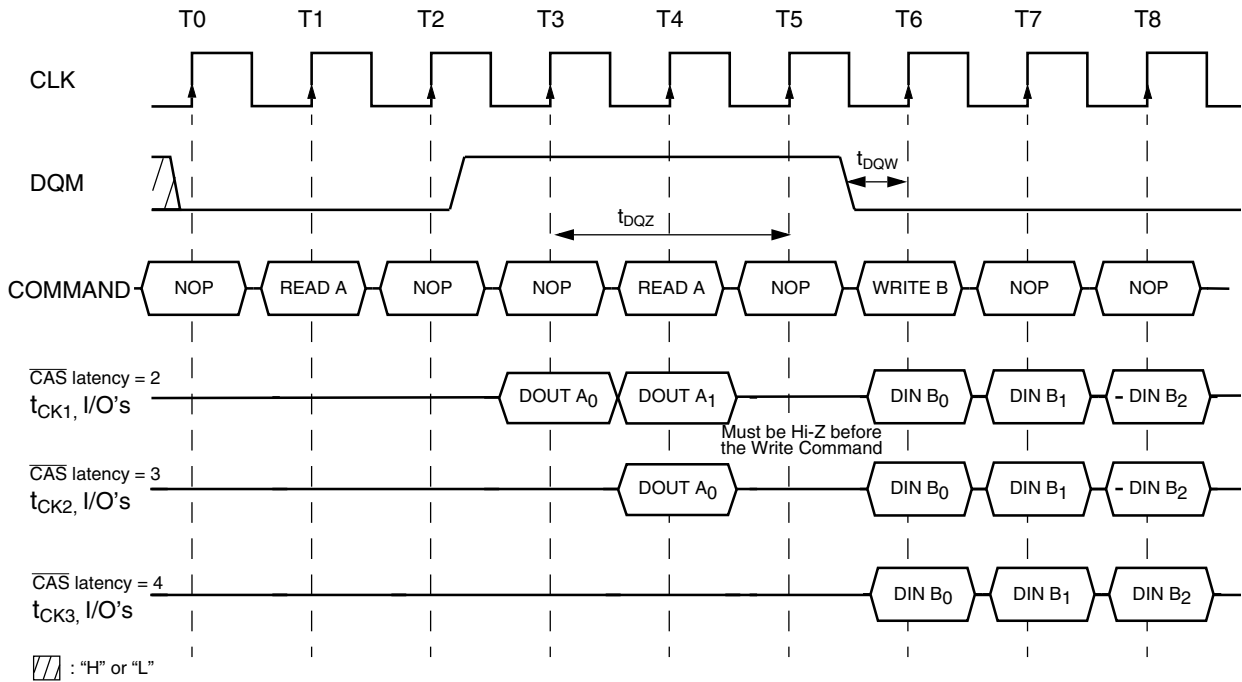 T0 T1 T2 T3 T4 T5 T6 T7 T8
CLK
DQM
tDQW
tDQZ
COMMAND NOP READ A NOP NOP READ A NOP WRITE B NOP NOP
CAS latency = 2
tCK1, I/O's DOUT A0 DOUT A1 DIN B0 DIN B1 DIN B2
Must be Hi-Z before
the Write Command
CAS latency = 3
tCK2, I/O's DOUT A0 DIN B0 DIN B1 DIN B2
CAS latency = 4
tCK3, I/O's DIN B0 DIN B1 DIN B2
: “H” or “L”